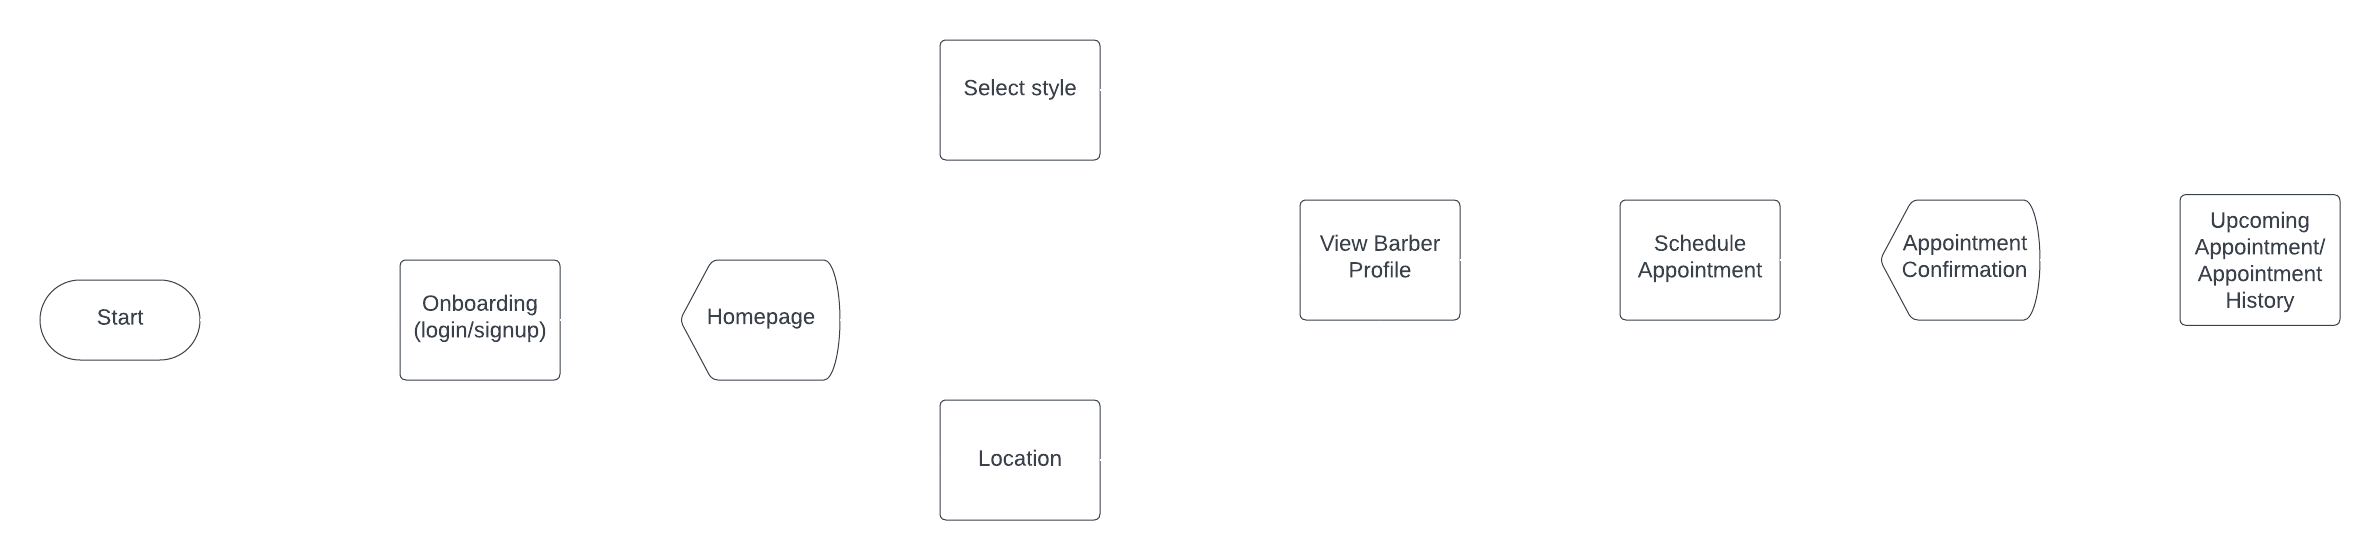 Start
Onboarding
(login/signup)
Homepage
Select style
Location
View Barber
Profile
Schedule
Appointment
Appointment
Confirmation
Upcoming
Appointment/
Appointment
History